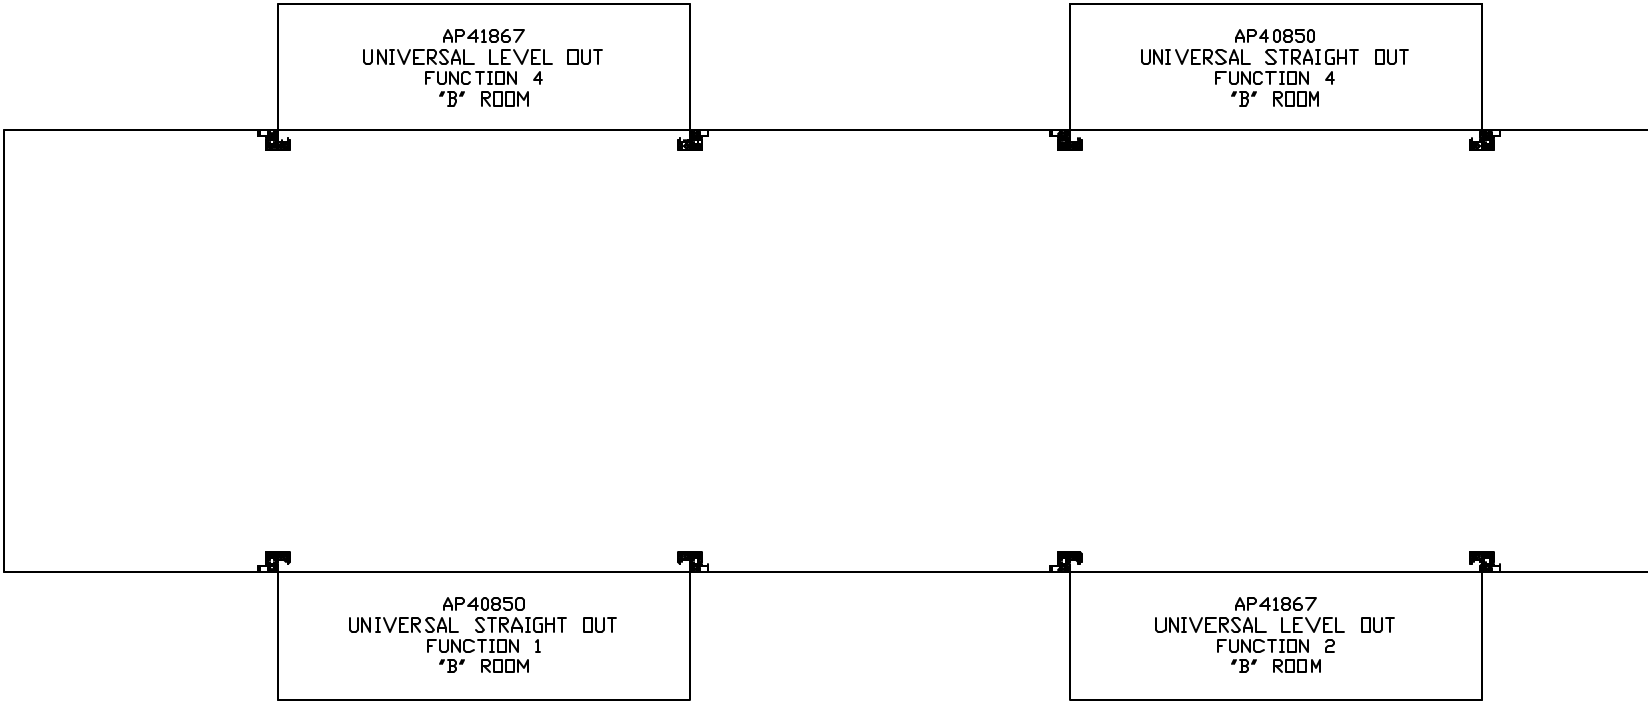 AP41867
UNIVERSAL LEVEL OUT
FUNCTION 4
"B" ROOM
AP40850
UNIVERSAL STRAIGHT OUT
FUNCTION 4
"B" ROOM
AP40850
UNIVERSAL STRAIGHT OUT
FUNCTION 1
"B" ROOM
AP41867
UNIVERSAL LEVEL OUT
FUNCTION 2
"B" ROOM